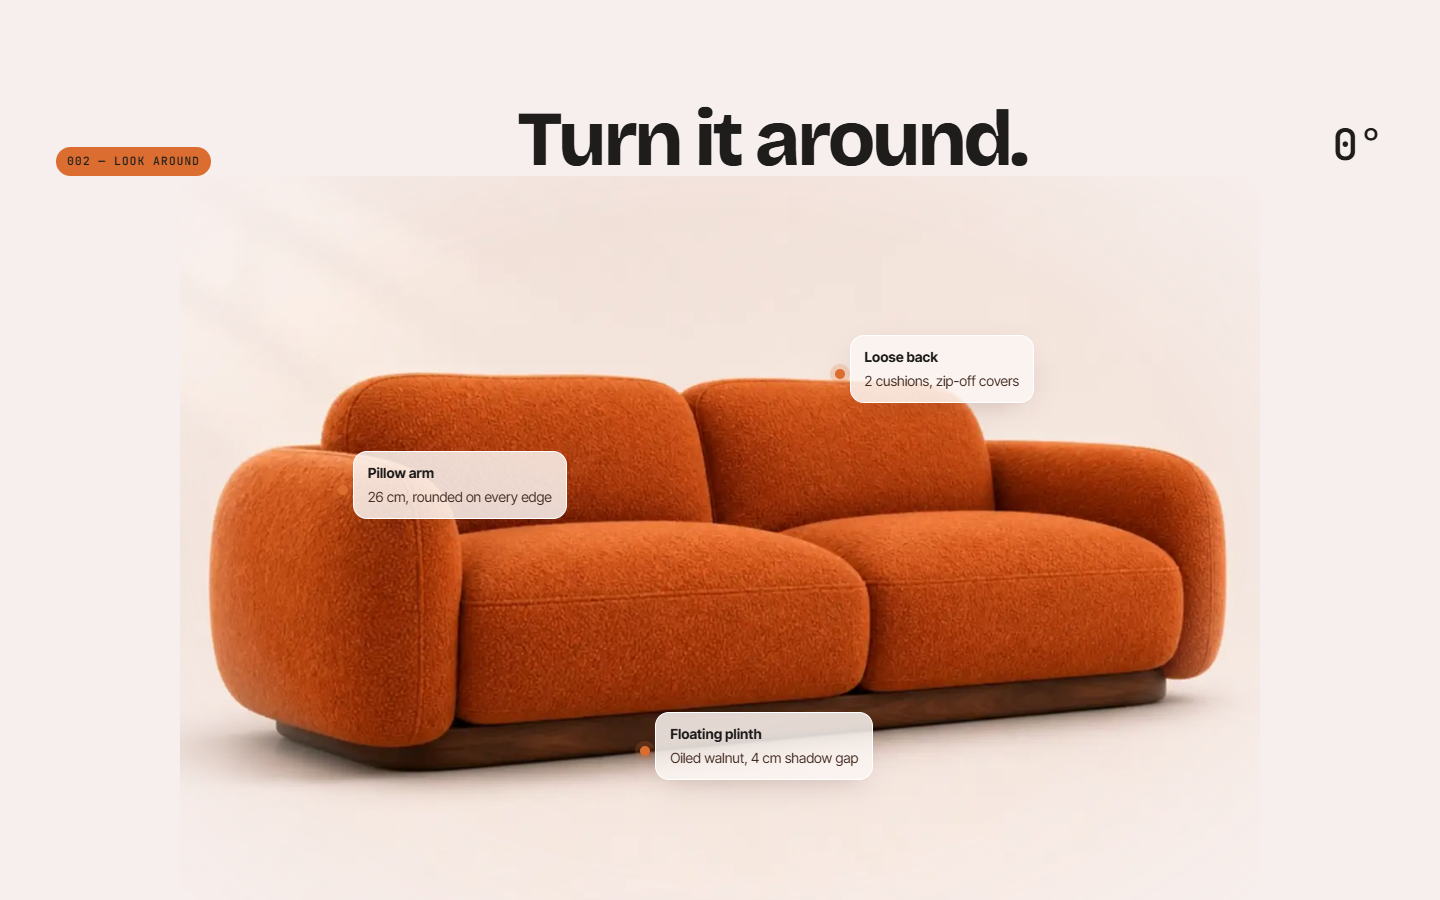 Turn it around.
002 — LOOK AROUND
0°
Loose back
2 cushions, zip-off covers
Pillow arm
26 cm, rounded on every edge
Floating plinth
Oiled walnut, 4 cm shadow gap